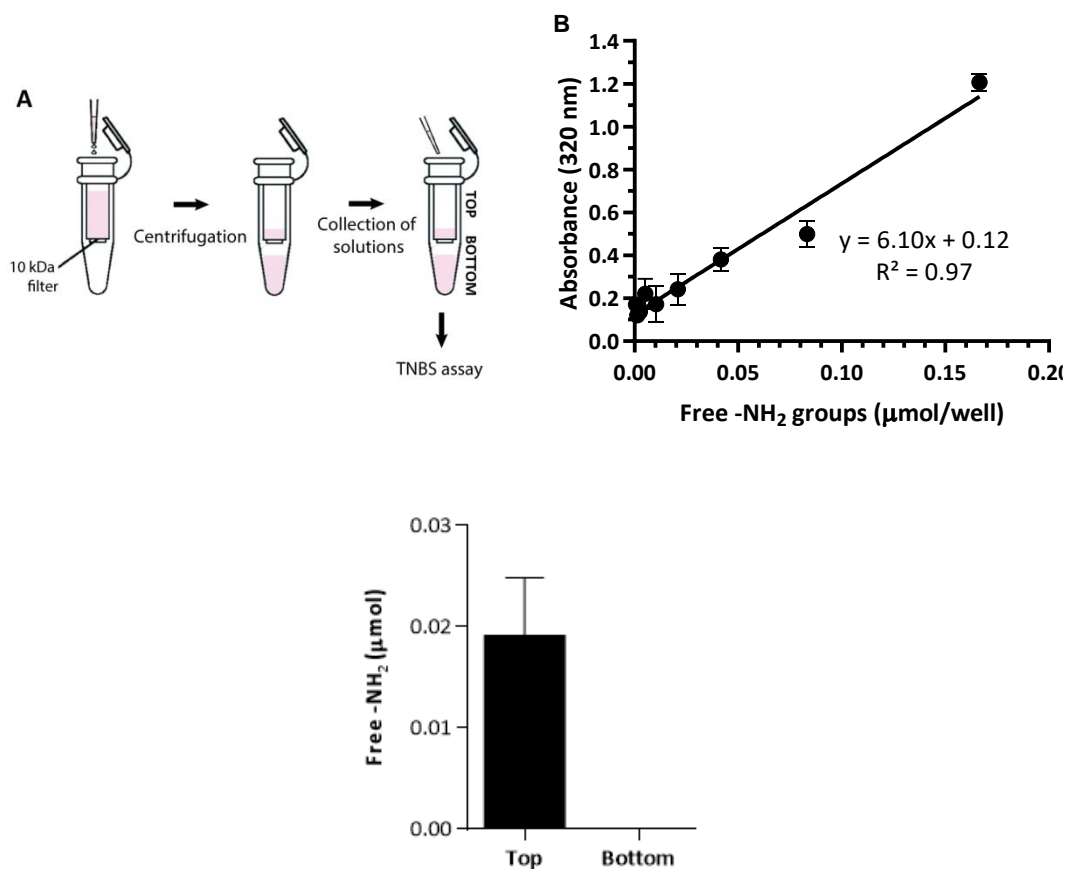 A
10 kDa
filter
Centrifugation
Collection of
solutions
TOP
BOTTOM
TNBS assay
B
Absorbance (320 nm)
1.4
1.2
1.0
0.8
0.6
0.4
0.2
0.0
y = 6.10x + 0.12
R² = 0.97
0.00 0.05 0.10 0.15 0.20
Free -NH₂ groups (μmol/well)
Free -NH₂ (μmol)
0.03
0.02
0.01
0.00
Top Bottom